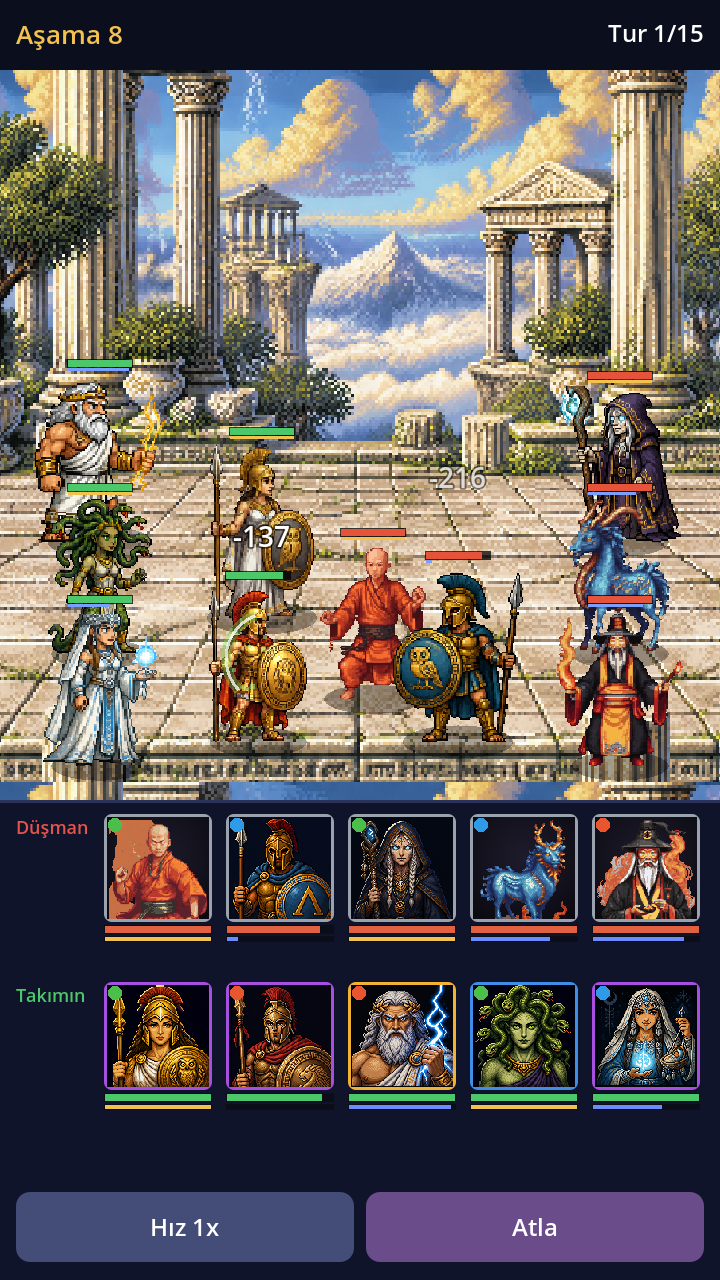 Aşama 8
Tur 1/15
-216
-137
Düşman
Λ
Takımın
Hız 1x
Atla